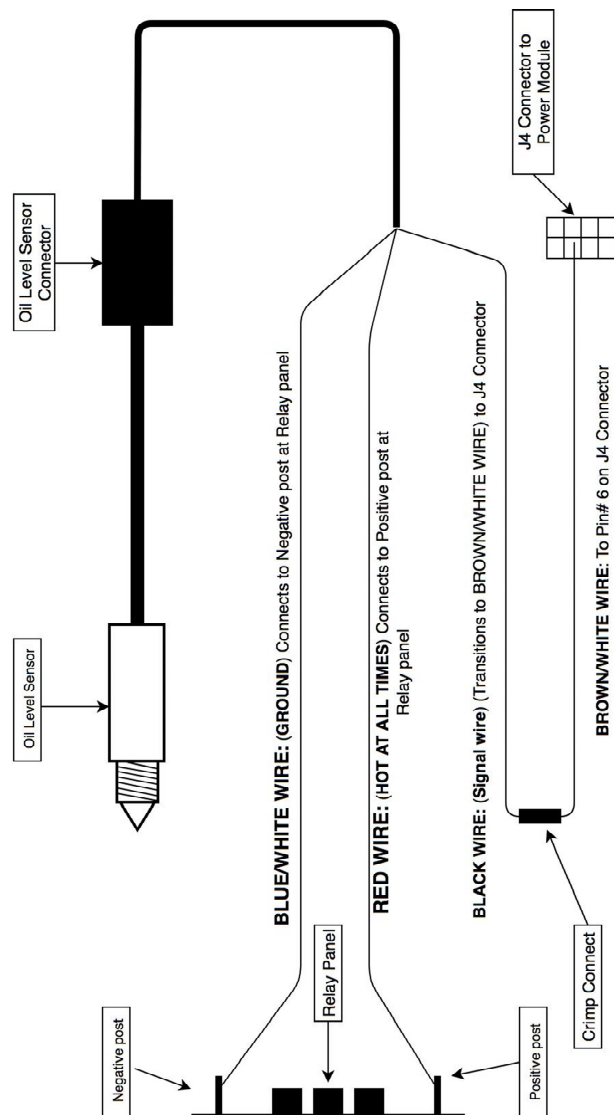 Oil Level Sensor
Oil Level Sensor
Connector
BLUE/WHITE WIRE: (GROUND) Connects to Negative post at Relay panel
RED WIRE: (HOT AT ALL TIMES) Connects to Positive post at
Relay panel
BLACK WIRE: (Signal wire) (Transitions to BROWN/WHITE WIRE) to J4 Connector
BROWN/WHITE WIRE: To Pin# 6 on J4 Connector
Negative post
Relay Panel
Positive post
Crimp Connect
J4 Connector to
Power Module